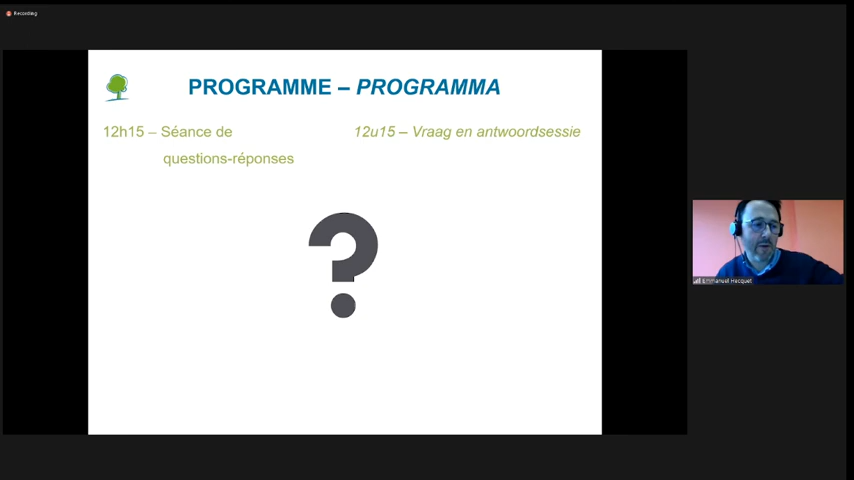 Recording
PROGRAMME – PROGRAMMA
12h15 – Séance de
questions-réponses
12u15 – Vraag en antwoordsessie
?
Emmanuel Hecquet